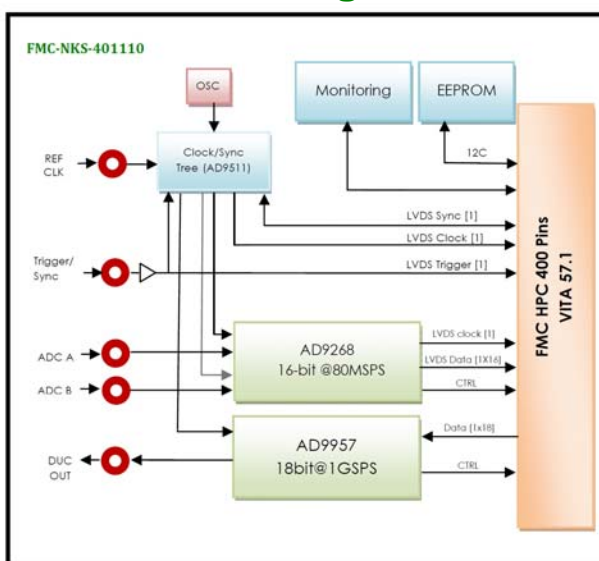 FMC-NKS-401110
OSC
Monitoring
EEPROM
REF
CLK
Clock/Sync
Tree (AD9511)
12C
LVDS Sync [1]
LVDS Clock [1]
Trigger/
Sync
LVDS Trigger [1]
FMC HPC 400 Pins
VITA 57.1
ADC A
ADC B
AD9268
16-bit @80MSPS
LVDS clock [1]
LVDS Data [1X16]
CTRL
DUC
OUT
AD9957
18bit@1GSPS
Data [1x18]
CTRL